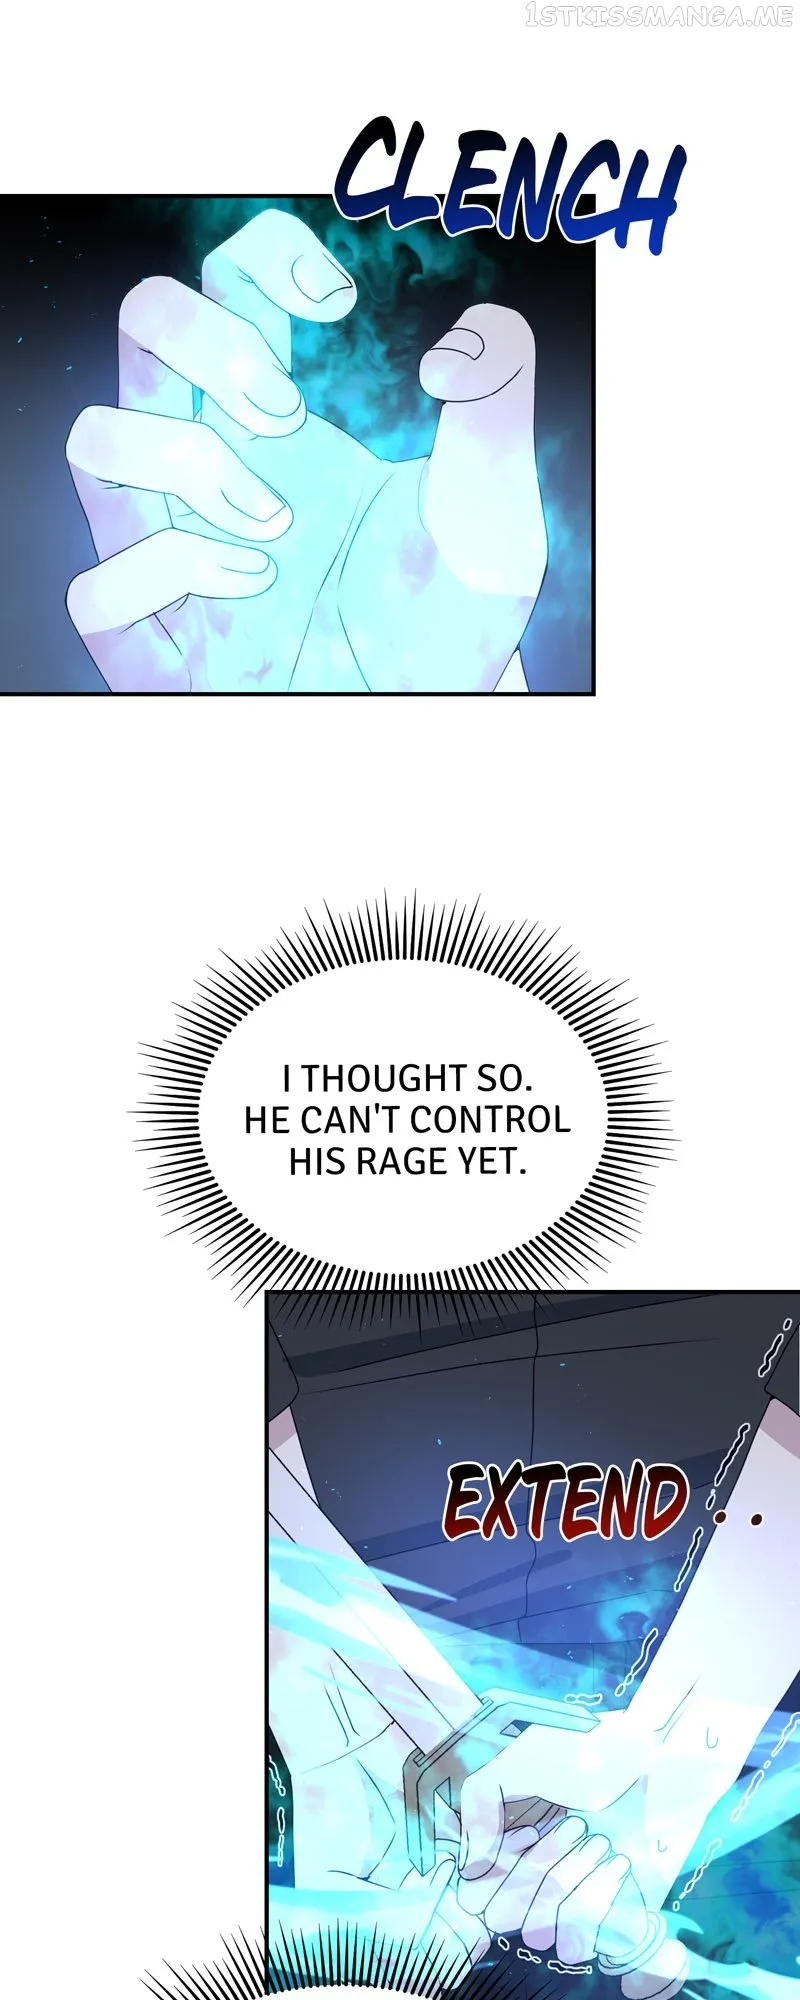 1STKISSMANGA.ME
CLENCH
I THOUGHT SO.
HE CAN'T CONTROL
HIS RAGE YET.
EXTEND..